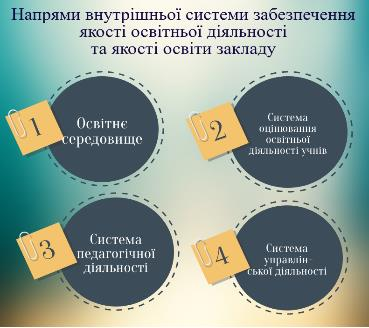 Напрями внутрішньої системи забезпечення
якості освітньої діяльності
та якості освіти закладу
1
Освітнє
середовище
2
Система
оцінювання
освітньої
діяльності учнів
3
Система
педагогічної
діяльності
4
Система
управлін-
ської діяльності